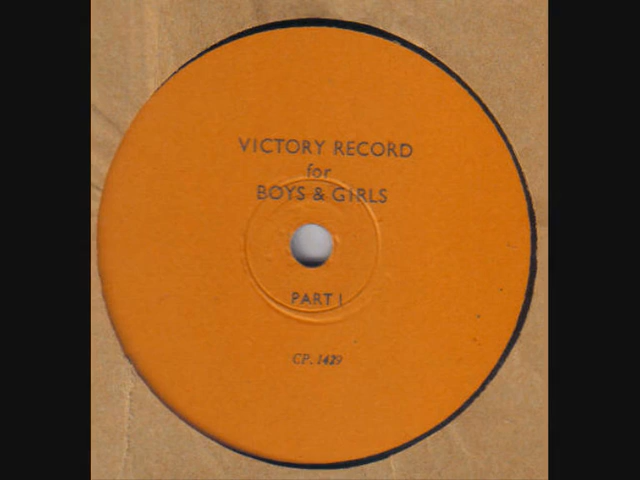 VICTORY RECORD
for
BOYS & GIRLS
PART I
CP. 1429